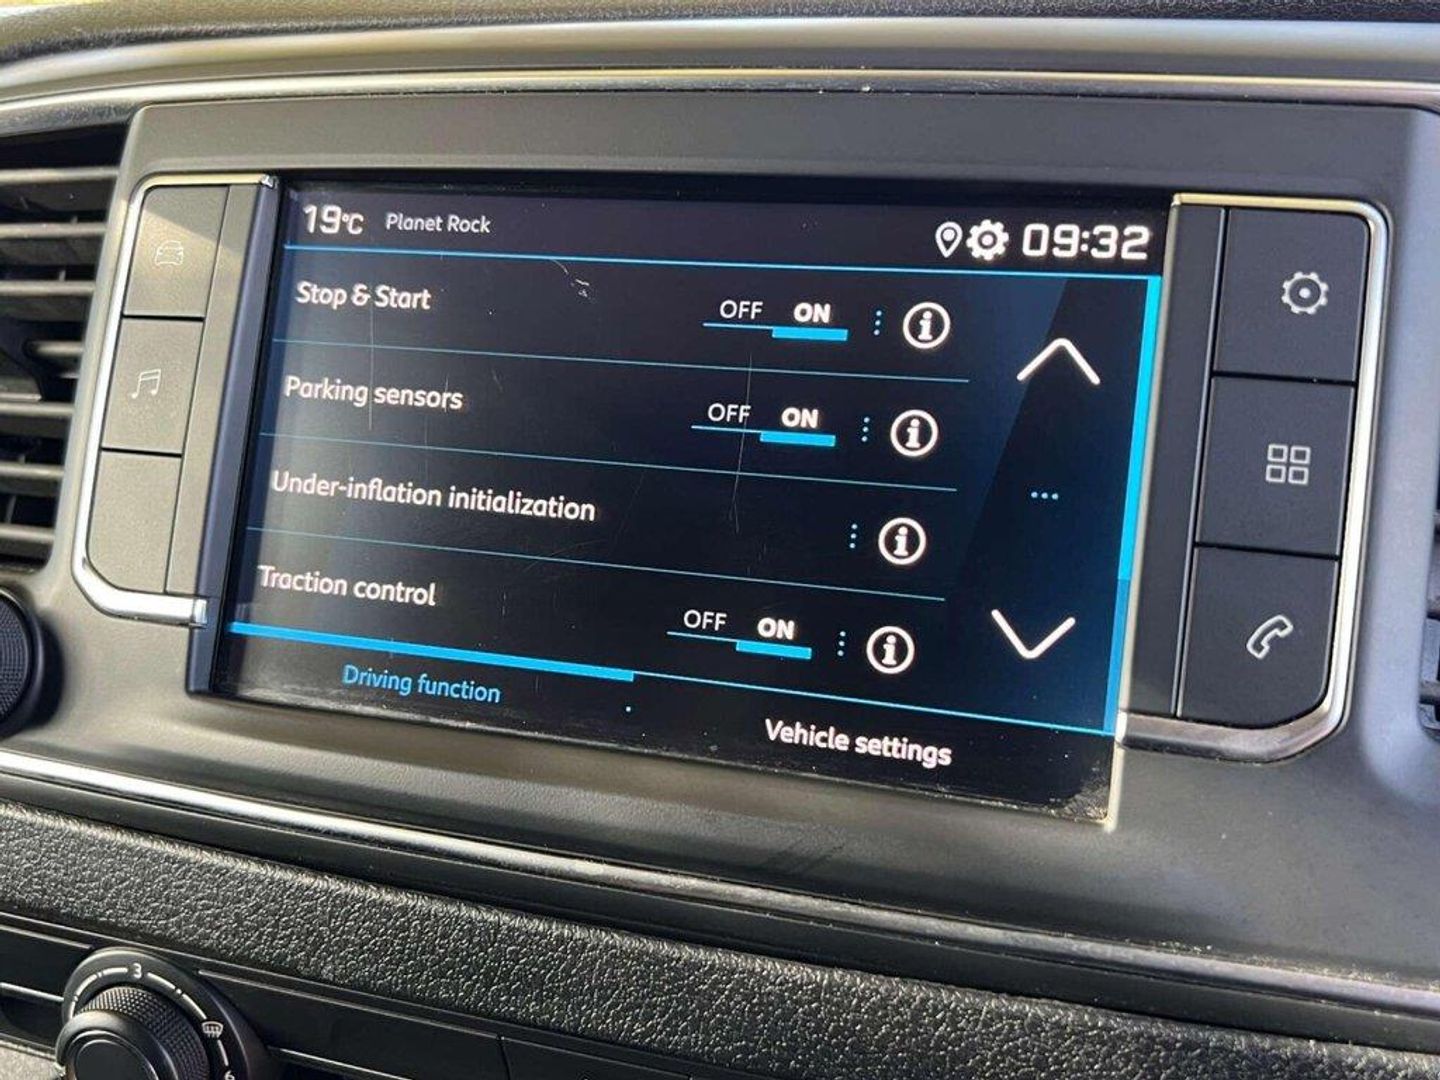 19°C Planet Rock 09:32
Stop & Start OFF ON i
Parking sensors OFF ON i
Under-inflation initialization i
Traction control OFF ON i
Driving function
Vehicle settings
3
6